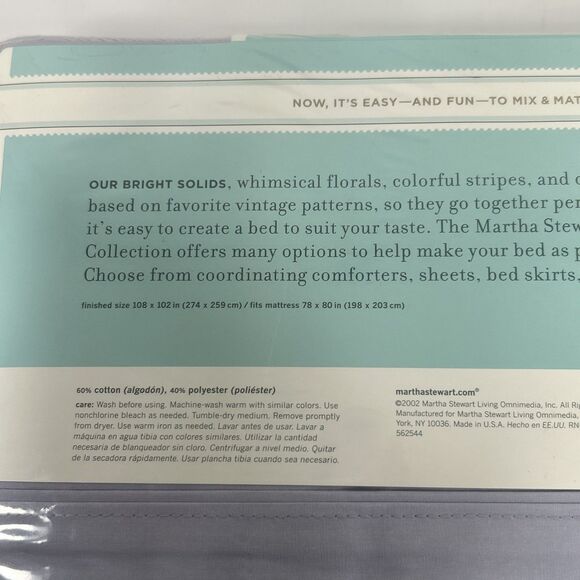 NOW, IT'S EASY—AND FUN—TO MIX & MAT
OUR BRIGHT SOLIDS, whimsical florals, colorful stripes, and
based on favorite vintage patterns, so they go together per
it's easy to create a bed to suit your taste. The Martha Stew
Collection offers many options to help make your bed as p
Choose from coordinating comforters, sheets, bed skirts,
finished size 108 x 102 in (274 x 259 cm) / fits mattress 78 x 80 in (198 x 203 cm)
60% cotton (algodón), 40% polyester (poliéster)
care: Wash before using. Machine-wash warm with similar colors. Use
nonchlorine bleach as needed. Tumble-dry medium. Remove promptly
from dryer. Use warm iron as needed. Lavar antes de usar. Lavar a
máquina en agua tibia con colores similares. Utilizar la cantidad
necesaria de blanqueador sin cloro. Centrifugar a nivel medio. Quitar
de la secadora rápidamente. Usar plancha tibia cuando sea necesario.
marthastewart.com®
©2002 Martha Stewart Living Omnimedia, Inc. All Rig
Manufactured for Martha Stewart Living Omnimedia,
York, NY 10036. Made in U.S.A. Hecho en EE.UU. RN
562544